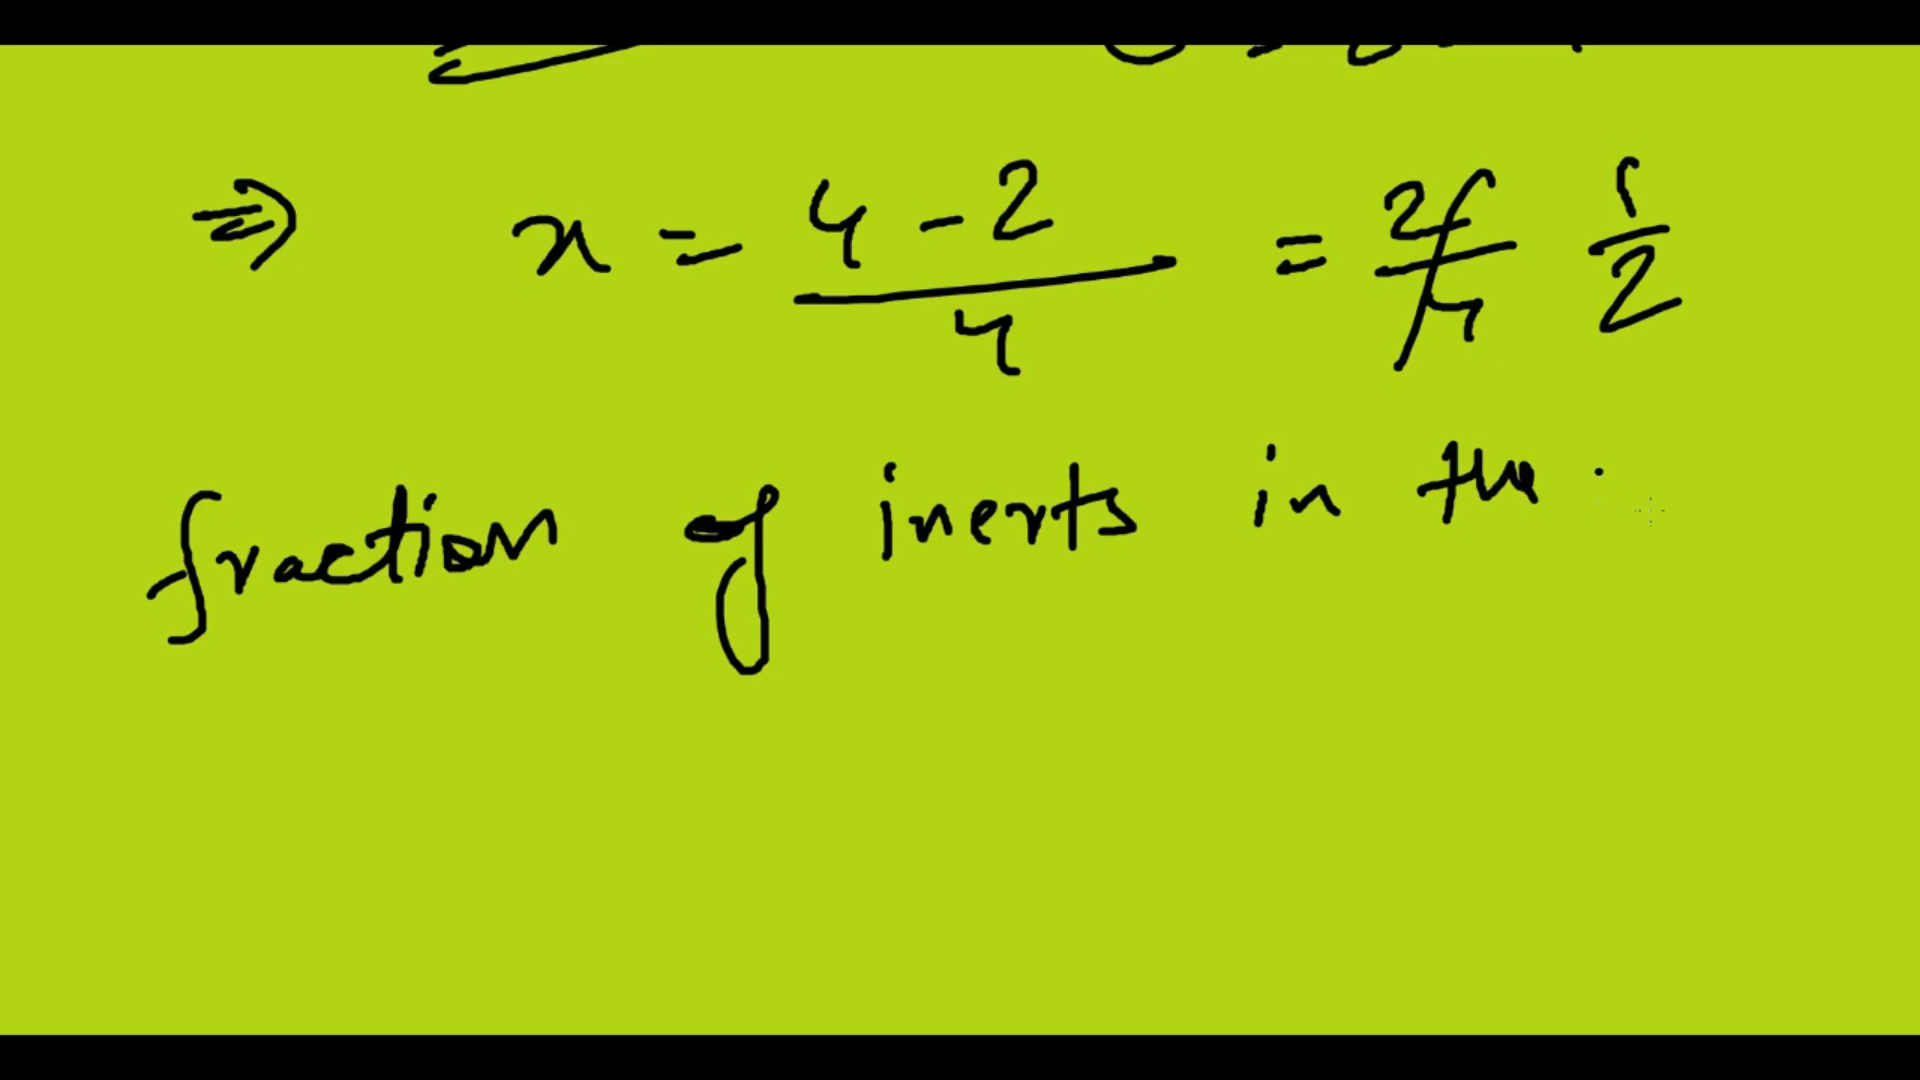 ⇒ x = 4 - 2 / 4 = 2/4 1/2
fraction of inerts in the